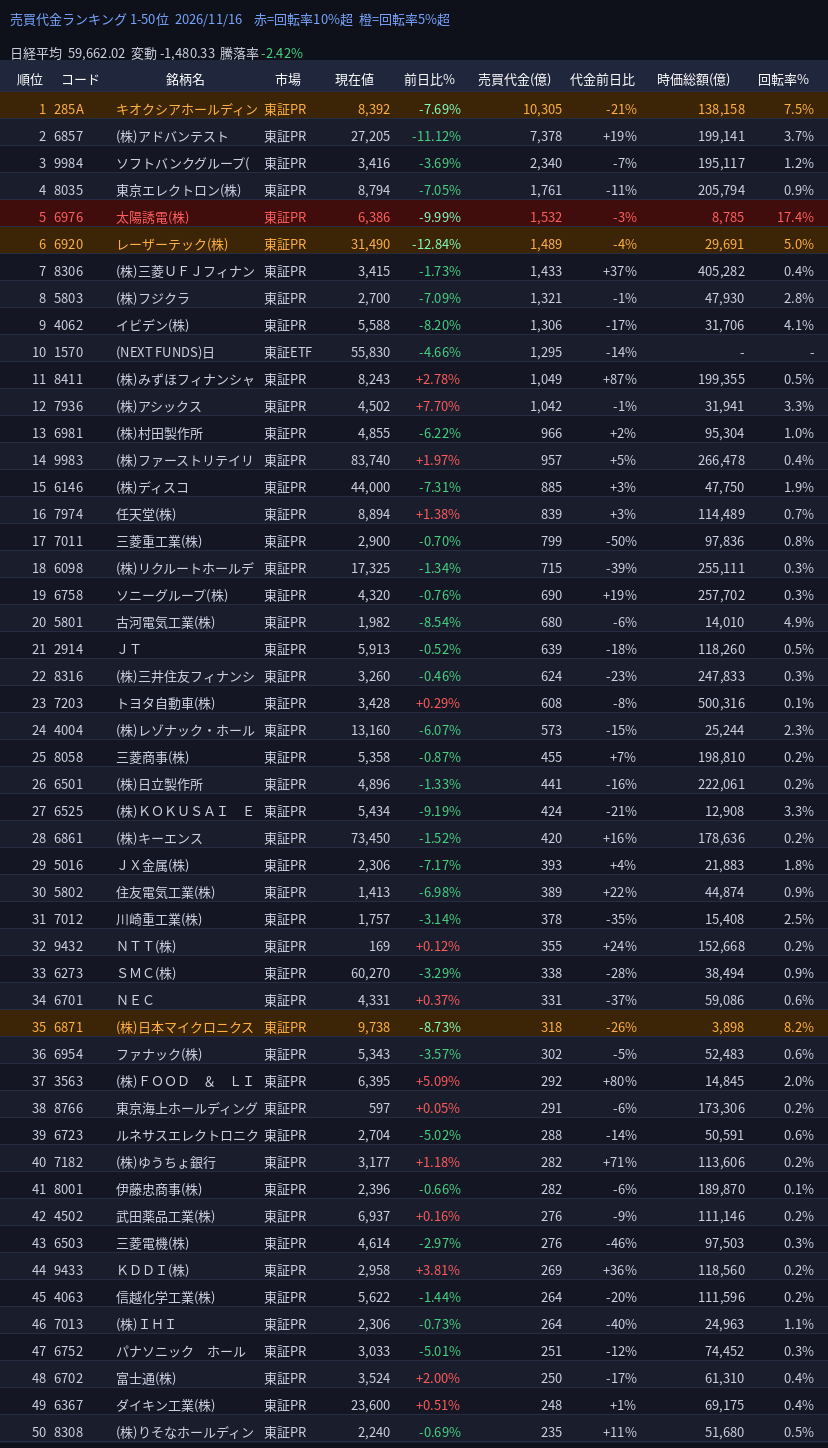 売買代金ランキング 1-50位 2026/11/16 赤=回転率10%超 橙=回転率5%超
日経平均 59,662.02 変動 -1,480.33 騰落率 -2.42%
順位 コード 銘柄名 市場 現在値 前日比% 売買代金(億) 代金前日比 時価総額(億) 回転率%
1 285A キオクシアホールディン 東証PR 8,392 -7.69% 10,305 -21% 138,158 7.5%
2 6857 (株)アドバンテスト 東証PR 27,205 -11.12% 7,378 +19% 199,141 3.7%
3 9984 ソフトバンクグループ( 東証PR 3,416 -3.69% 2,340 -7% 195,117 1.2%
4 8035 東京エレクトロン(株) 東証PR 8,794 -7.05% 1,761 -11% 205,794 0.9%
5 6976 太陽誘電(株) 東証PR 6,386 -9.99% 1,532 -3% 8,785 17.4%
6 6920 レーザーテック(株) 東証PR 31,490 -12.84% 1,489 -4% 29,691 5.0%
7 8306 (株)三菱ＵＦＪフィナン 東証PR 3,415 -1.73% 1,433 +37% 405,282 0.4%
8 5803 (株)フジクラ 東証PR 2,700 -7.09% 1,321 -1% 47,930 2.8%
9 4062 イビデン(株) 東証PR 5,588 -8.20% 1,306 -17% 31,706 4.1%
10 1570 (NEXT FUNDS)日 東証ETF 55,830 -4.66% 1,295 -14% - -
11 8411 (株)みずほフィナンシャ 東証PR 8,243 +2.78% 1,049 +87% 199,355 0.5%
12 7936 (株)アシックス 東証PR 4,502 +7.70% 1,042 -1% 31,941 3.3%
13 6981 (株)村田製作所 東証PR 4,855 -6.22% 966 +2% 95,304 1.0%
14 9983 (株)ファーストリテイリ 東証PR 83,740 +1.97% 957 +5% 266,478 0.4%
15 6146 (株)ディスコ 東証PR 44,000 -7.31% 885 +3% 47,750 1.9%
16 7974 任天堂(株) 東証PR 8,894 +1.38% 839 +3% 114,489 0.7%
17 7011 三菱重工業(株) 東証PR 2,900 -0.70% 799 -50% 97,836 0.8%
18 6098 (株)リクルートホールデ 東証PR 17,325 -1.34% 715 -39% 255,111 0.3%
19 6758 ソニーグループ(株) 東証PR 4,320 -0.76% 690 +19% 257,702 0.3%
20 5801 古河電気工業(株) 東証PR 1,982 -8.54% 680 -6% 14,010 4.9%
21 2914 ＪＴ 東証PR 5,913 -0.52% 639 -18% 118,260 0.5%
22 8316 (株)三井住友フィナンシ 東証PR 3,260 -0.46% 624 -23% 247,833 0.3%
23 7203 トヨタ自動車(株) 東証PR 3,428 +0.29% 608 -8% 500,316 0.1%
24 4004 (株)レゾナック・ホール 東証PR 13,160 -6.07% 573 -15% 25,244 2.3%
25 8058 三菱商事(株) 東証PR 5,358 -0.87% 455 +7% 198,810 0.2%
26 6501 (株)日立製作所 東証PR 4,896 -1.33% 441 -16% 222,061 0.2%
27 6525 (株)ＫＯＫＵＳＡＩ　Ｅ 東証PR 5,434 -9.19% 424 -21% 12,908 3.3%
28 6861 (株)キーエンス 東証PR 73,450 -1.52% 420 +16% 178,636 0.2%
29 5016 ＪＸ金属(株) 東証PR 2,306 -7.17% 393 +4% 21,883 1.8%
30 5802 住友電気工業(株) 東証PR 1,413 -6.98% 389 +22% 44,874 0.9%
31 7012 川崎重工業(株) 東証PR 1,757 -3.14% 378 -35% 15,408 2.5%
32 9432 ＮＴＴ(株) 東証PR 169 +0.12% 355 +24% 152,668 0.2%
33 6273 ＳＭＣ(株) 東証PR 60,270 -3.29% 338 -28% 38,494 0.9%
34 6701 ＮＥＣ 東証PR 4,331 +0.37% 331 -37% 59,086 0.6%
35 6871 (株)日本マイクロニクス 東証PR 9,738 -8.73% 318 -26% 3,898 8.2%
36 6954 ファナック(株) 東証PR 5,343 -3.57% 302 -5% 52,483 0.6%
37 3563 (株)ＦＯＯＤ　＆　ＬＩ 東証PR 6,395 +5.09% 292 +80% 14,845 2.0%
38 8766 東京海上ホールディング 東証PR 597 +0.05% 291 -6% 173,306 0.2%
39 6723 ルネサスエレクトロニク 東証PR 2,704 -5.02% 288 -14% 50,591 0.6%
40 7182 (株)ゆうちょ銀行 東証PR 3,177 +1.18% 282 +71% 113,606 0.2%
41 8001 伊藤忠商事(株) 東証PR 2,396 -0.66% 282 -6% 189,870 0.1%
42 4502 武田薬品工業(株) 東証PR 6,937 +0.16% 276 -9% 111,146 0.2%
43 6503 三菱電機(株) 東証PR 4,614 -2.97% 276 -46% 97,503 0.3%
44 9433 ＫＤＤＩ(株) 東証PR 2,958 +3.81% 269 +36% 118,560 0.2%
45 4063 信越化学工業(株) 東証PR 5,622 -1.44% 264 -20% 111,596 0.2%
46 7013 (株)ＩＨＩ 東証PR 2,306 -0.73% 264 -40% 24,963 1.1%
47 6752 パナソニック　ホール 東証PR 3,033 -5.01% 251 -12% 74,452 0.3%
48 6702 富士通(株) 東証PR 3,524 +2.00% 250 -17% 61,310 0.4%
49 6367 ダイキン工業(株) 東証PR 23,600 +0.51% 248 +1% 69,175 0.4%
50 8308 (株)りそなホールディン 東証PR 2,240 -0.69% 235 +11% 51,680 0.5%